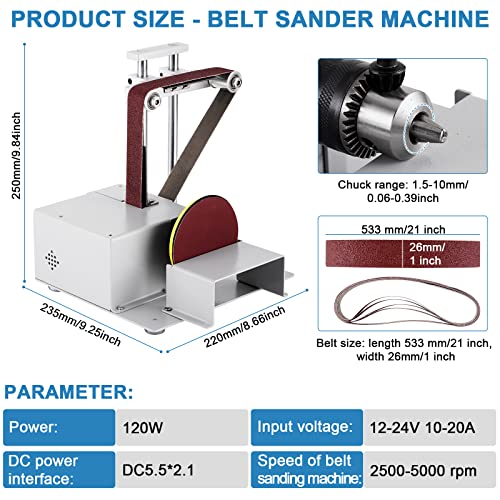 PRODUCT SIZE - BELT SANDER MACHINE
250mm/9.84inch
235mm/9.25inch
220mm/8.66inch
Chuck range: 1.5-10mm/
0.06-0.39inch
533 mm/21 inch
26mm/
1 inch
Belt size: length 533 mm/21 inch,
width 26mm/1 inch
PARAMETER:
Power: 120W Input voltage: 12-24V 10-20A
DC power
interface: DC5.5*2.1
Speed of belt
sanding machine: 2500-5000 rpm